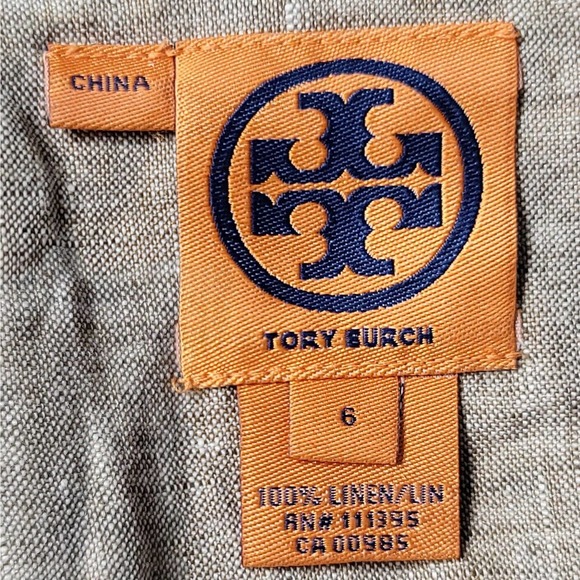 CHINA
TORY BURCH
6
100% LINEN/LIN
RN# 111395
CA 00985